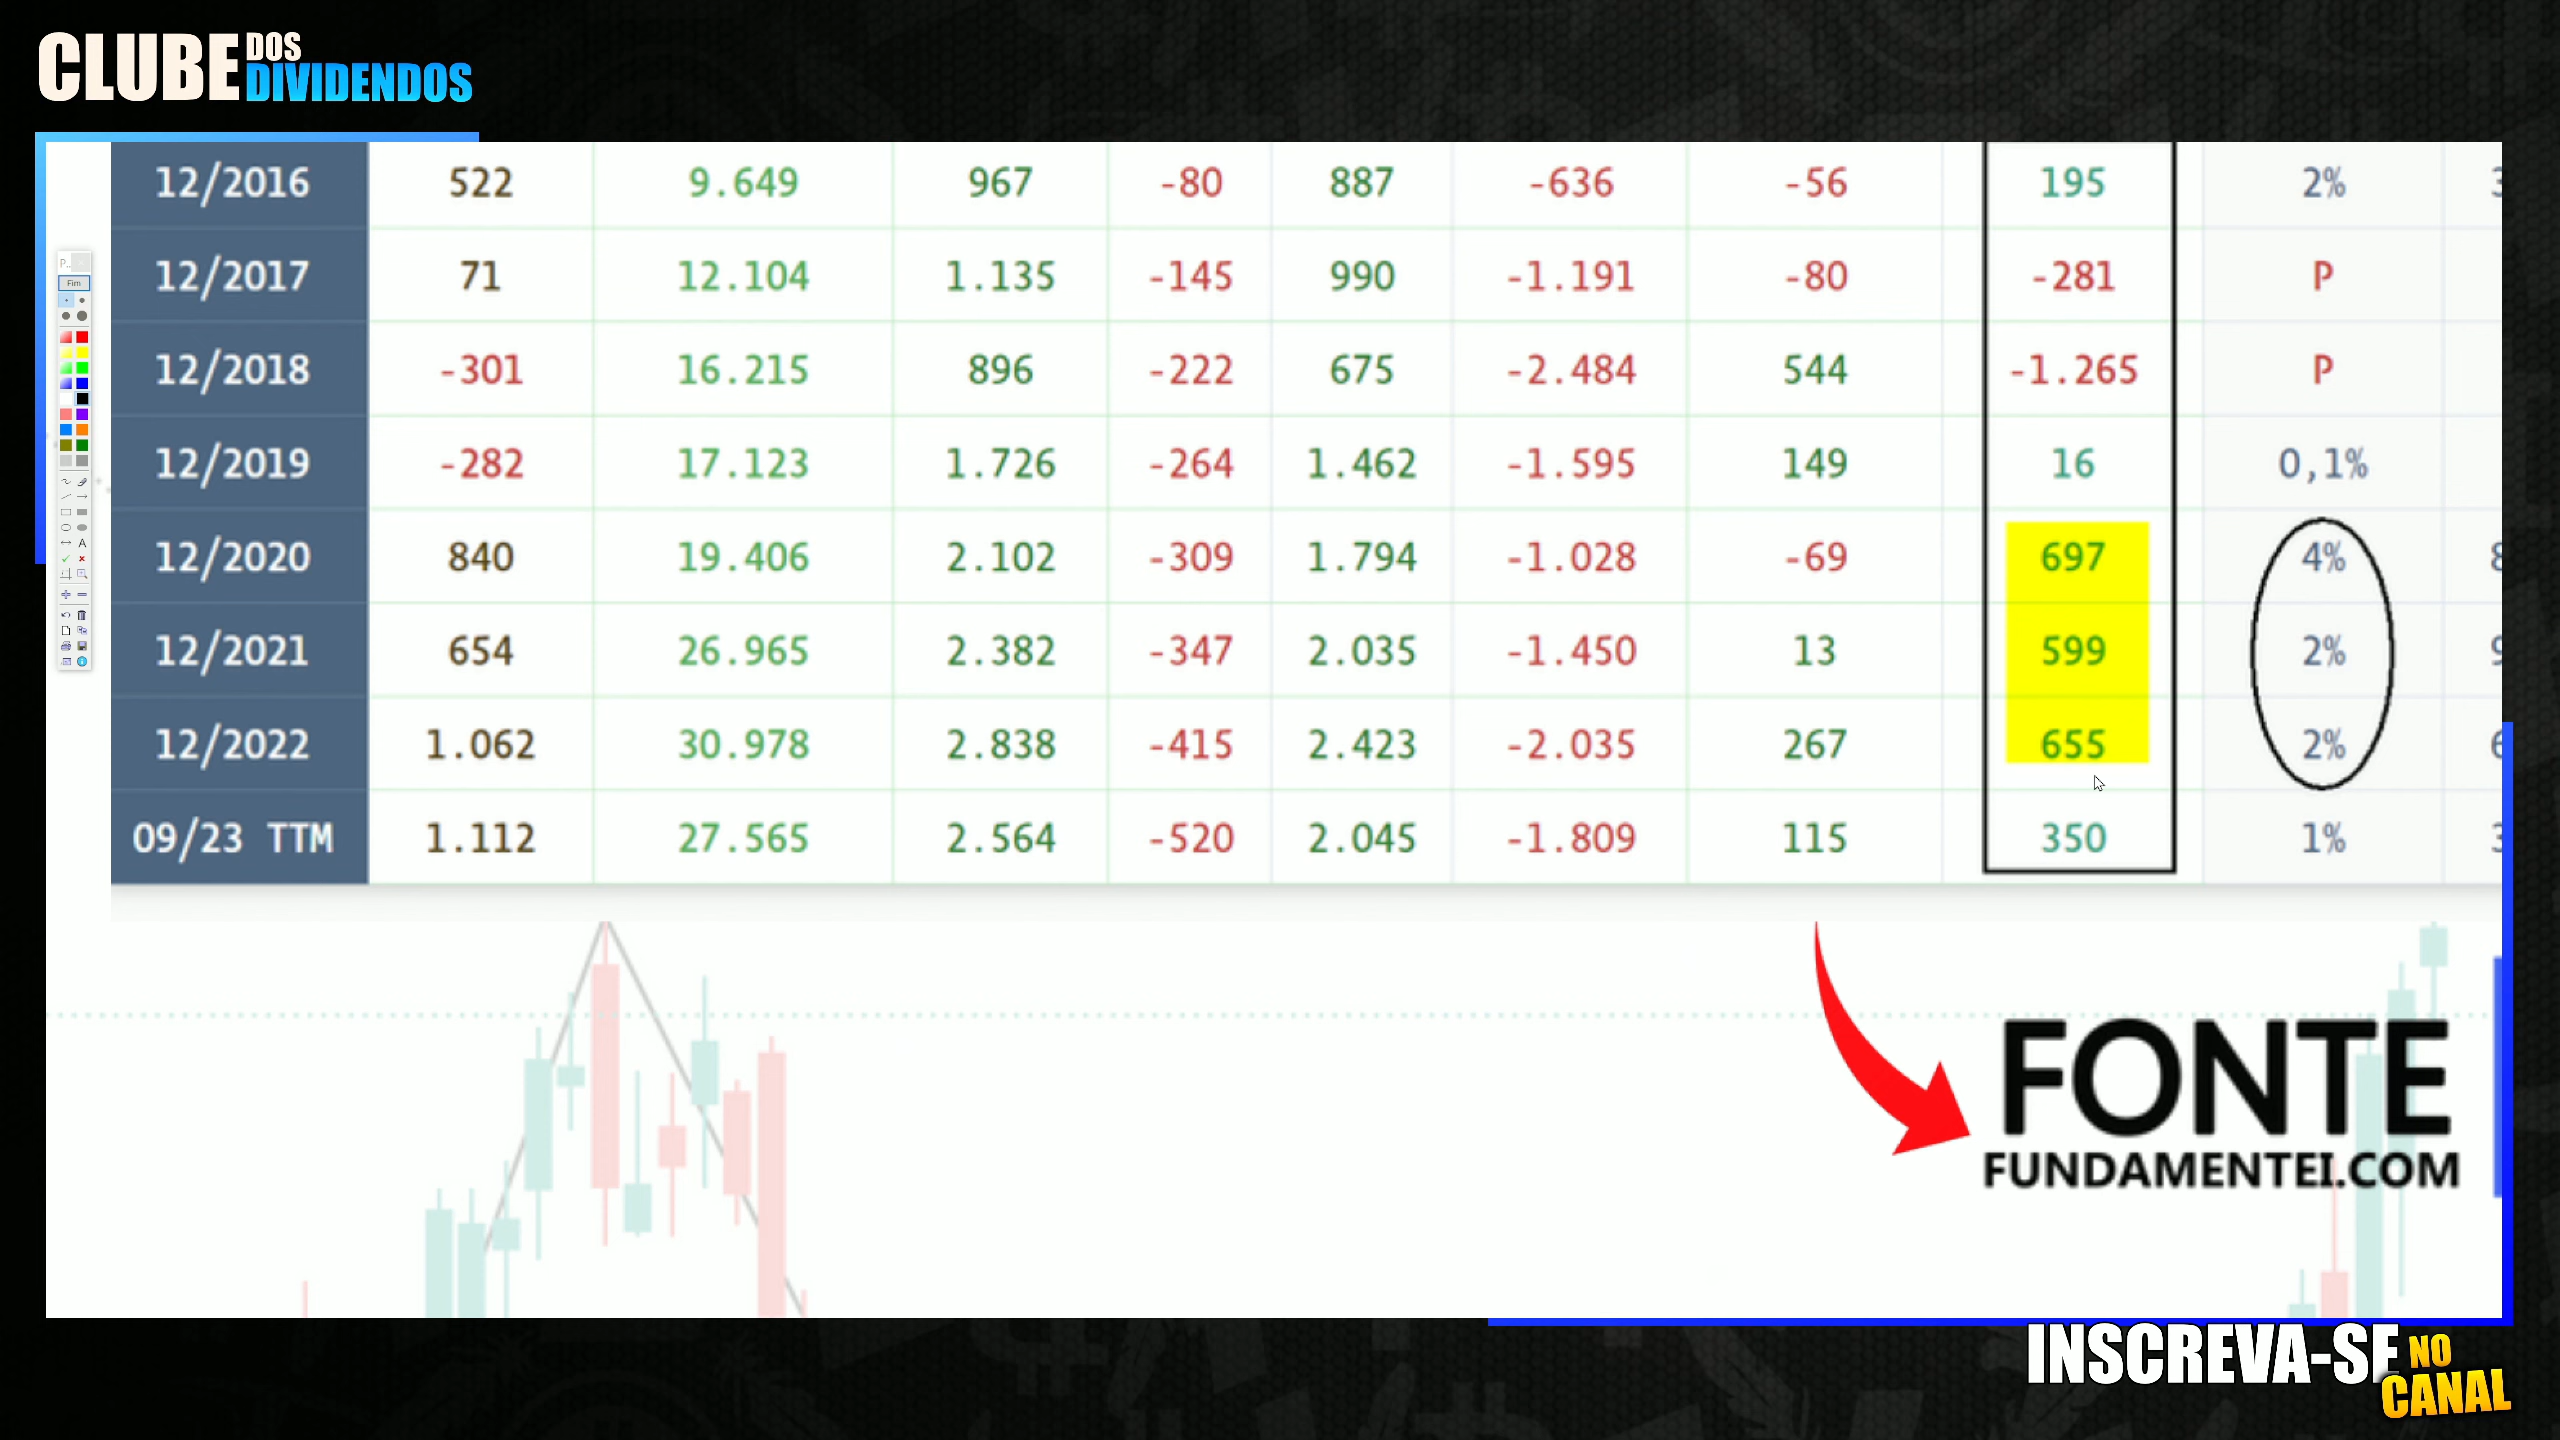 CLUBE DOS DIVIDENDOS
12/2016 522 9.649 967 -80 887 -636 -56 195 2%
12/2017 71 12.104 1.135 -145 990 -1.191 -80 -281 P
12/2018 -301 16.215 896 -222 675 -2.484 544 -1.265 P
12/2019 -282 17.123 1.726 -264 1.462 -1.595 149 16 0,1%
12/2020 840 19.406 2.102 -309 1.794 -1.028 -69 697 4%
12/2021 654 26.965 2.382 -347 2.035 -1.450 13 599 2%
12/2022 1.062 30.978 2.838 -415 2.423 -2.035 267 655 2%
09/23 TTM 1.112 27.565 2.564 -520 2.045 -1.809 115 350 1%
P..
Fim
A
FONTE
FUNDAMENTEI.COM
INSCREVA-SE NO CANAL